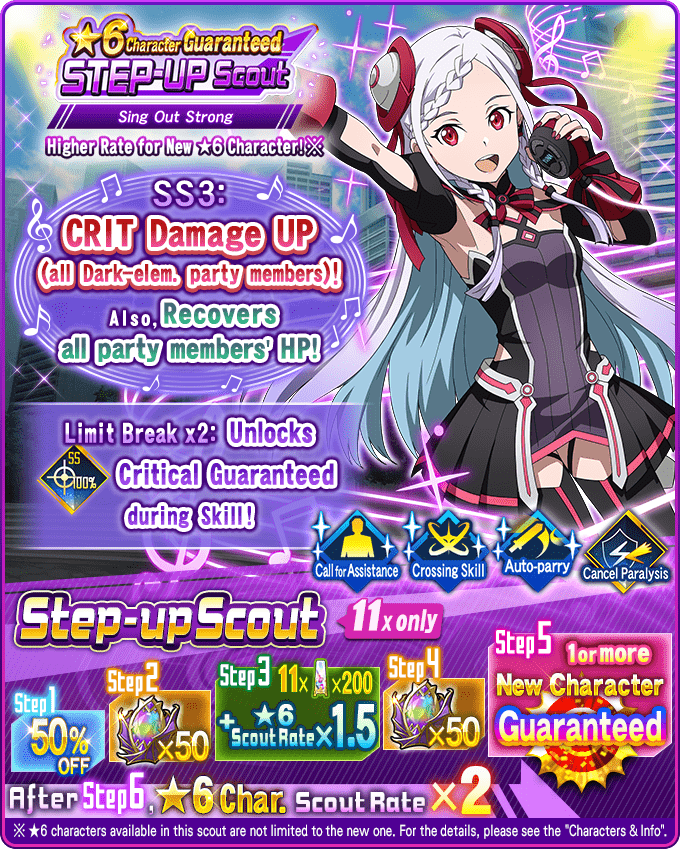 ★6 Character Guaranteed
STEP-UP Scout
Sing Out Strong
Higher Rate for New ★6 Character!※
SS3:
CRIT Damage UP
(all Dark-elem. party members)!
Also, Recovers
all party members' HP!
Limit Break x2: Unlocks
SS
100%
Critical Guaranteed
during Skill!
Call for Assistance
Crossing Skill
Auto-parry
Cancel Paralysis
Step-up Scout
11x only
Step1
50%
OFF
Step2
x50
Step3
11x x200
+ ★6
Scout Rate x1.5
Step4
x50
Step5
1 or more
New Character
Guaranteed
After Step6, ★6 Char. Scout Rate x2
※ ★6 characters available in this scout are not limited to the new one. For the details, please see the "Characters & Info".